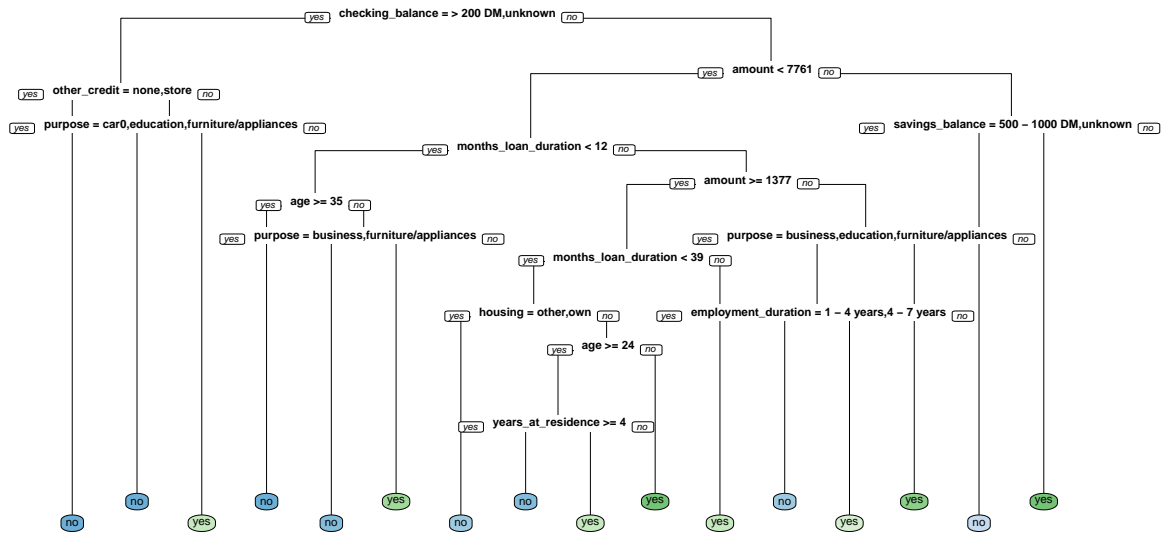 yes checking_balance = > 200 DM,unknown no
yes amount < 7761 no
yes other_credit = none,store no
yes purpose = car0,education,furniture/appliances no
yes savings_balance = 500 − 1000 DM,unknown no
yes months_loan_duration < 12 no
yes amount >= 1377 no
yes age >= 35 no
yes purpose = business,furniture/appliances no
yes purpose = business,education,furniture/appliances no
yes months_loan_duration < 39 no
yes housing = other,own no
yes employment_duration = 1 − 4 years,4 − 7 years no
yes age >= 24 no
yes years_at_residence >= 4 no
no no yes no no yes no no yes yes yes no yes yes no yes